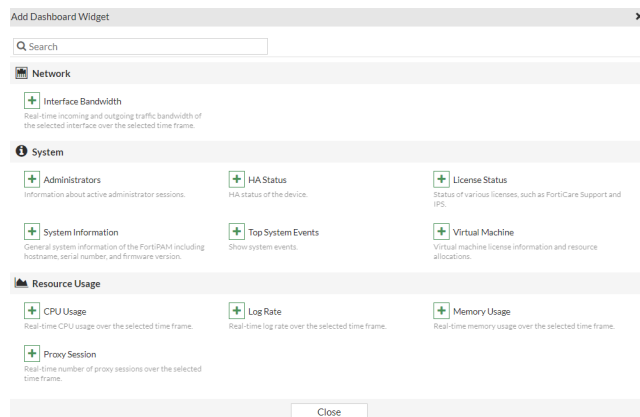 Add Dashboard Widget
Search
Network
Interface Bandwidth
Real-time incoming and outgoing traffic bandwidth of
the selected interface over the selected time frame.
System
Administrators
Information about active administrator sessions.
HA Status
HA status of the device.
License Status
Status of various licenses, such as FortiCare Support and
IPS.
System Information
General system information of the FortiPAM including
hostname, serial number, and firmware version.
Top System Events
Show system events.
Virtual Machine
Virtual machine license information and resource
allocations.
Resource Usage
CPU Usage
Real-time CPU usage over the selected time frame.
Log Rate
Real-time log rate over the selected time frame.
Memory Usage
Real-time memory usage over the selected time frame.
Proxy Session
Real-time number of proxy sessions over the selected
time frame.
Close